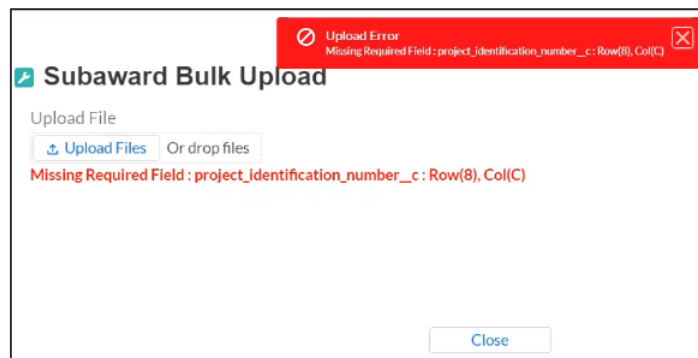 Upload Error
Missing Required Field : project_identification_number__c : Row(8), Col(C)
Subaward Bulk Upload
Upload File
Upload Files Or drop files
Missing Required Field : project_identification_number__c : Row(8), Col(C)
Close